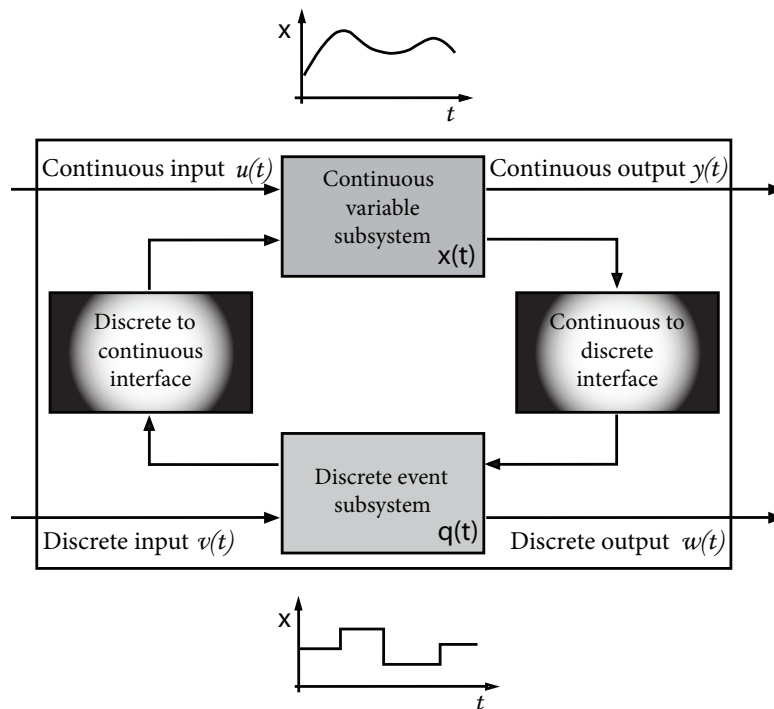 x
t
Continuous input u(t)
Continuous
variable
subsystem
x(t)
Continuous output y(t)
Discrete to
continuous
interface
Continuous to
discrete
interface
Discrete event
subsystem
q(t)
Discrete input v(t)
Discrete output w(t)
x
t